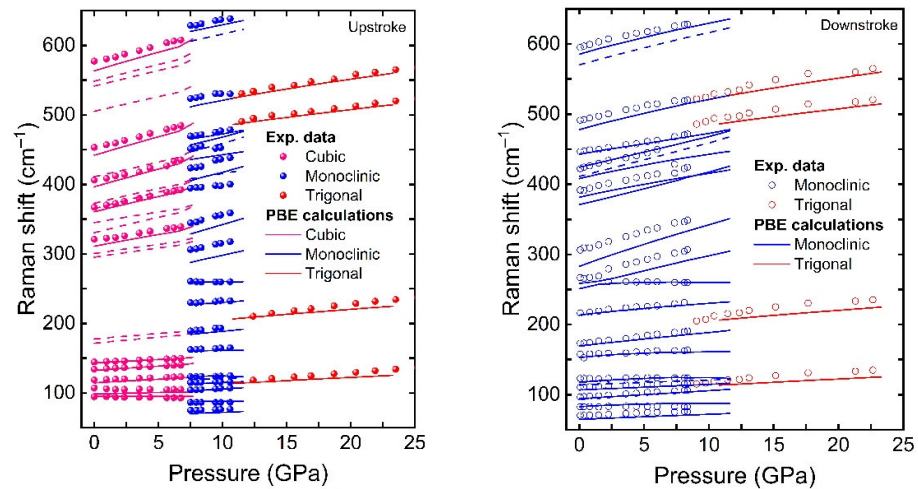 Upstroke
600
500
400
300
200
100
Raman shift (cm⁻¹)
Exp. data
Cubic
Monoclinic
Trigonal
PBE calculations
Cubic
Monoclinic
Trigonal
0 5 10 15 20 25
Pressure (GPa)
Downstroke
600
500
400
300
200
100
Raman shift (cm⁻¹)
Exp. data
Monoclinic
Trigonal
PBE calculations
Monoclinic
Trigonal
0 5 10 15 20 25
Pressure (GPa)